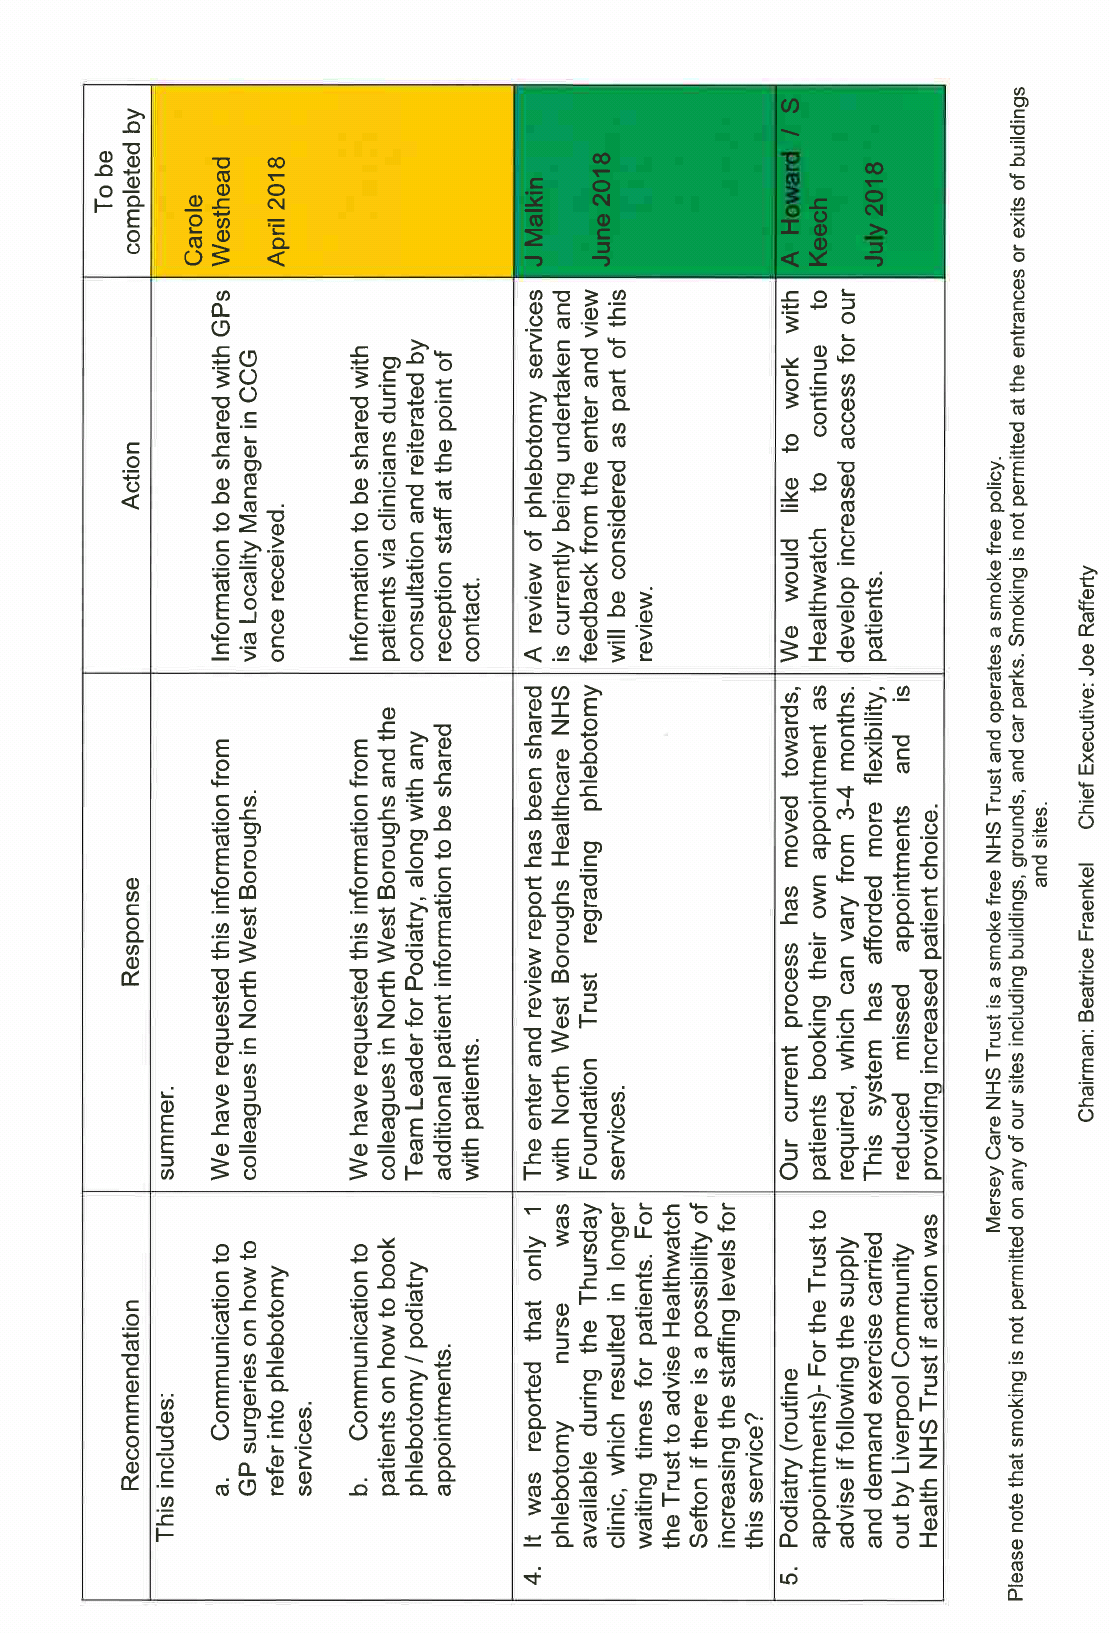 Recommendation
Response
Action
To be
completed by
This includes:
a. Communication to
GP surgeries on how to
refer into phlebotomy
services.
b. Communication to
patients on how to book
phlebotomy / podiatry
appointments.
summer.
We have requested this information from
colleagues in North West Boroughs.
We have requested this information from
colleagues in North West Boroughs and the
Team Leader for Podiatry, along with any
additional patient information to be shared
with patients.
Information to be shared with GPs
via Locality Manager in CCG
once received.
Information to be shared with
patients via clinicians during
consultation and reiterated by
reception staff at the point of
contact.
Carole
Westhead
April 2018
4. It was reported that only 1
phlebotomy nurse was
available during the Thursday
clinic, which resulted in longer
waiting times for patients. For
the Trust to advise Healthwatch
Sefton if there is a possibility of
increasing the staffing levels for
this service?
The enter and review report has been shared
with North West Boroughs Healthcare NHS
Foundation Trust regrading phlebotomy
services.
A review of phlebotomy services
is currently being undertaken and
feedback from the enter and view
will be considered as part of this
review.
J Malkin
June 2018
5. Podiatry (routine
appointments)- For the Trust to
advise if following the supply
and demand exercise carried
out by Liverpool Community
Health NHS Trust if action was
Our current process has moved towards,
patients booking their own appointment as
required, which can vary from 3-4 months.
This system has afforded more flexibility,
reduced missed appointments and is
providing increased patient choice.
We would like to work with
Healthwatch to continue to
develop increased access for our
patients.
A Howard / S
Keech
July 2018
Mersey Care NHS Trust is a smoke free NHS Trust and operates a smoke free policy.
Please note that smoking is not permitted on any of our sites including buildings, grounds, and car parks. Smoking is not permitted at the entrances or exits of buildings
and sites.
Chairman: Beatrice Fraenkel Chief Executive: Joe Rafferty